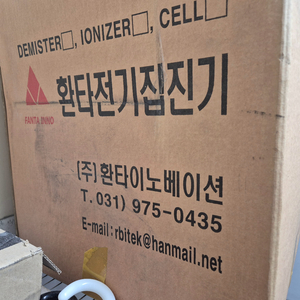 DEMISTER□, IONIZER□, CELL□
FANTA INNO
환타전기집진기
(주) 환타이노베이션
T. 031) 975-0435
E-mail : rbitek@hanmail.net